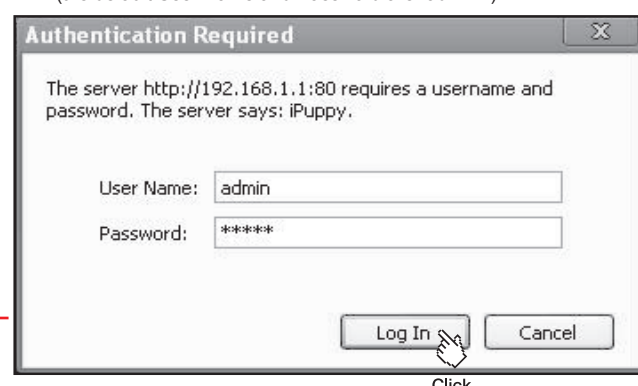 Authentication Required
The server http://192.168.1.1:80 requires a username and
password. The server says: iPuppy.
User Name: admin
Password: *****
Log In Cancel
Click